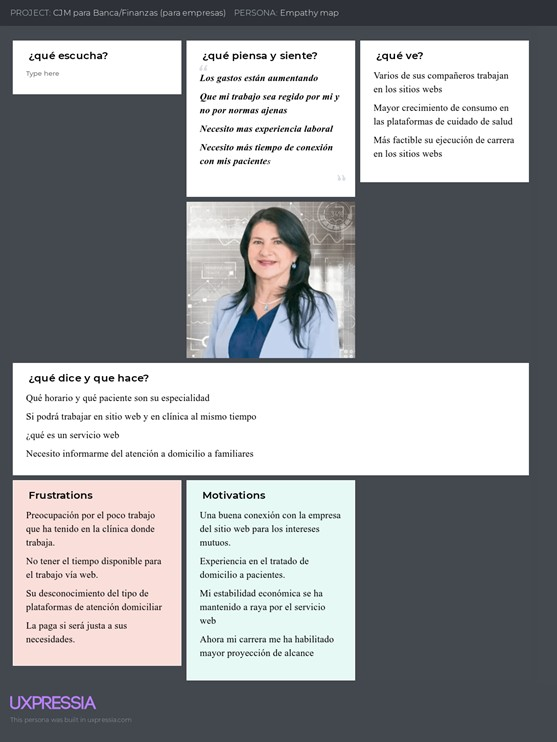 PROJECT: CJM para Banca/Finanzas (para empresas) PERSONA: Empathy map
¿qué escucha?
Type here
¿qué piensa y siente?
“
Los gastos están aumentando
Que mi trabajo sea regido por mi y
no por normas ajenas
Necesito mas experiencia laboral
Necesito más tiempo de conexión
con mis pacientes
”
¿qué ve?
Varios de sus compañeros trabajan
en los sitios webs
Mayor crecimiento de consumo en
las plataformas de cuidado de salud
Más factible su ejecución de carrera
en los sitios webs
¿qué dice y que hace?
Qué horario y qué paciente son su especialidad
Si podrá trabajar en sitio web y en clínica al mismo tiempo
¿qué es un servicio web
Necesito informarme del atención a domicilio a familiares
Frustrations
Preocupación por el poco trabajo
que ha tenido en la clínica donde
trabaja.
No tener el tiempo disponible para
el trabajo vía web.
Su desconocimiento del tipo de
plataformas de atención domiciliar
La paga si será justa a sus
necesidades.
Motivations
Una buena conexión con la empresa
del sitio web para los intereses
mutuos.
Experiencia en el tratado de
domicilio a pacientes.
Mi estabilidad económica se ha
mantenido a raya por el servicio
web
Ahora mi carrera me ha habilitado
mayor proyección de alcance
UXPRESSIA
This persona was built in uxpressia.com